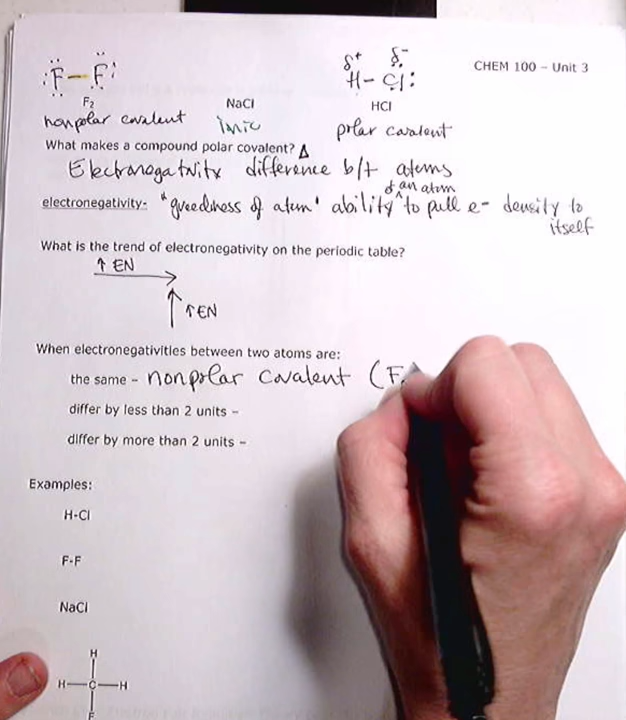 :F–F:
F2
nonpolar covalent
NaCl
ionic
δ+ δ-
H–Cl:
HCl
polar covalent
CHEM 100 – Unit 3
What makes a compound polar covalent? Δ
Electronegativity difference b/t atoms
of an atom
electronegativity- "greediness of atom" ability to pull e- density to
itself
What is the trend of electronegativity on the periodic table?
↑ EN
↑EN
When electronegativities between two atoms are:
the same – nonpolar covalent (F
differ by less than 2 units –
differ by more than 2 units –
Examples:
H-Cl
F-F
NaCl
H
H—C—H